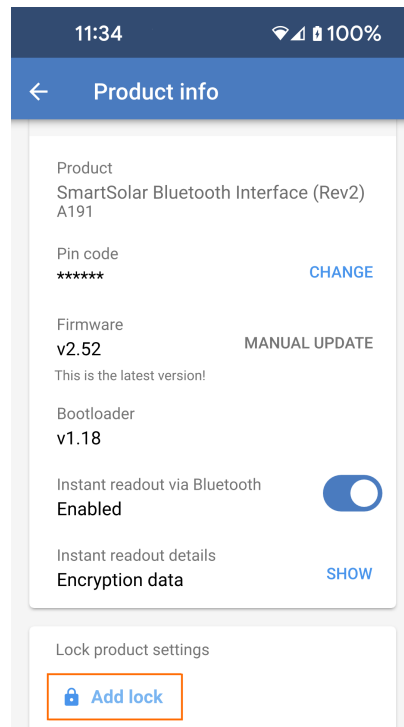 11:34 100%
Product info
Product
SmartSolar Bluetooth Interface (Rev2)
A191
Pin code
****** CHANGE
Firmware
v2.52 MANUAL UPDATE
This is the latest version!
Bootloader
v1.18
Instant readout via Bluetooth
Enabled
Instant readout details
Encryption data SHOW
Lock product settings
Add lock